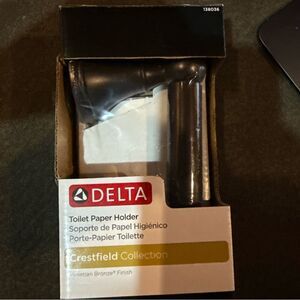 138036
DELTA
Toilet Paper Holder
Soporte de Papel Higiénico
Porte-Papier Toilette
Crestfield Collection
Venetian Bronze® Finish